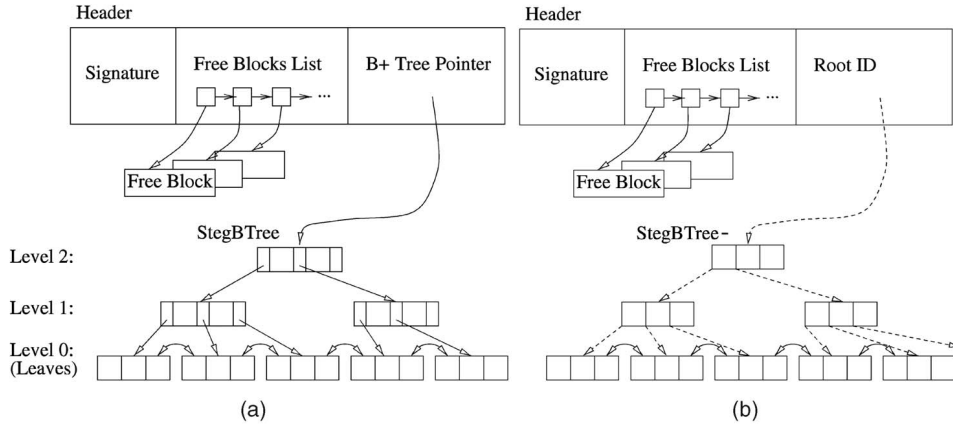 Header
Signature
Free Blocks List
B+ Tree Pointer
...
Free Block
StegBTree
Level 2:
Level 1:
Level 0:
(Leaves)
(a)
Header
Signature
Free Blocks List
Root ID
...
Free Block
StegBTree-
(b)